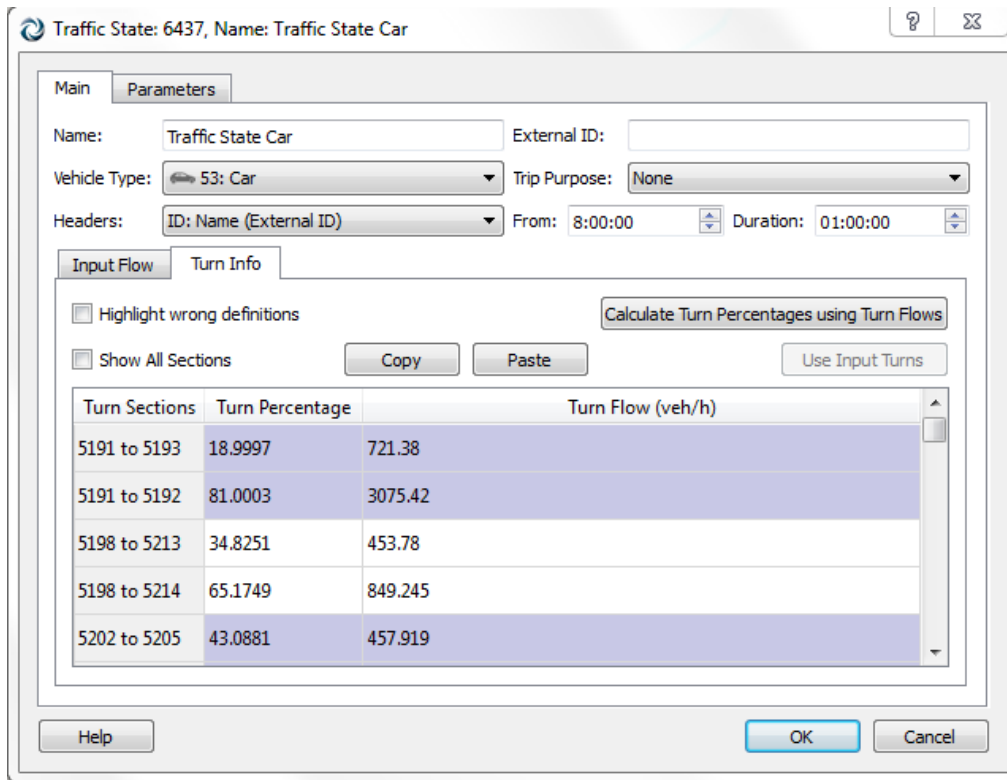 Traffic State: 6437, Name: Traffic State Car
Main Parameters
Name: Traffic State Car External ID:
Vehicle Type: 53: Car Trip Purpose: None
Headers: ID: Name (External ID) From: 8:00:00 Duration: 01:00:00
Input Flow Turn Info
Highlight wrong definitions Calculate Turn Percentages using Turn Flows
Show All Sections Copy Paste Use Input Turns
Turn Sections Turn Percentage Turn Flow (veh/h)
5191 to 5193 18.9997 721.38
5191 to 5192 81.0003 3075.42
5198 to 5213 34.8251 453.78
5198 to 5214 65.1749 849.245
5202 to 5205 43.0881 457.919
Help OK Cancel